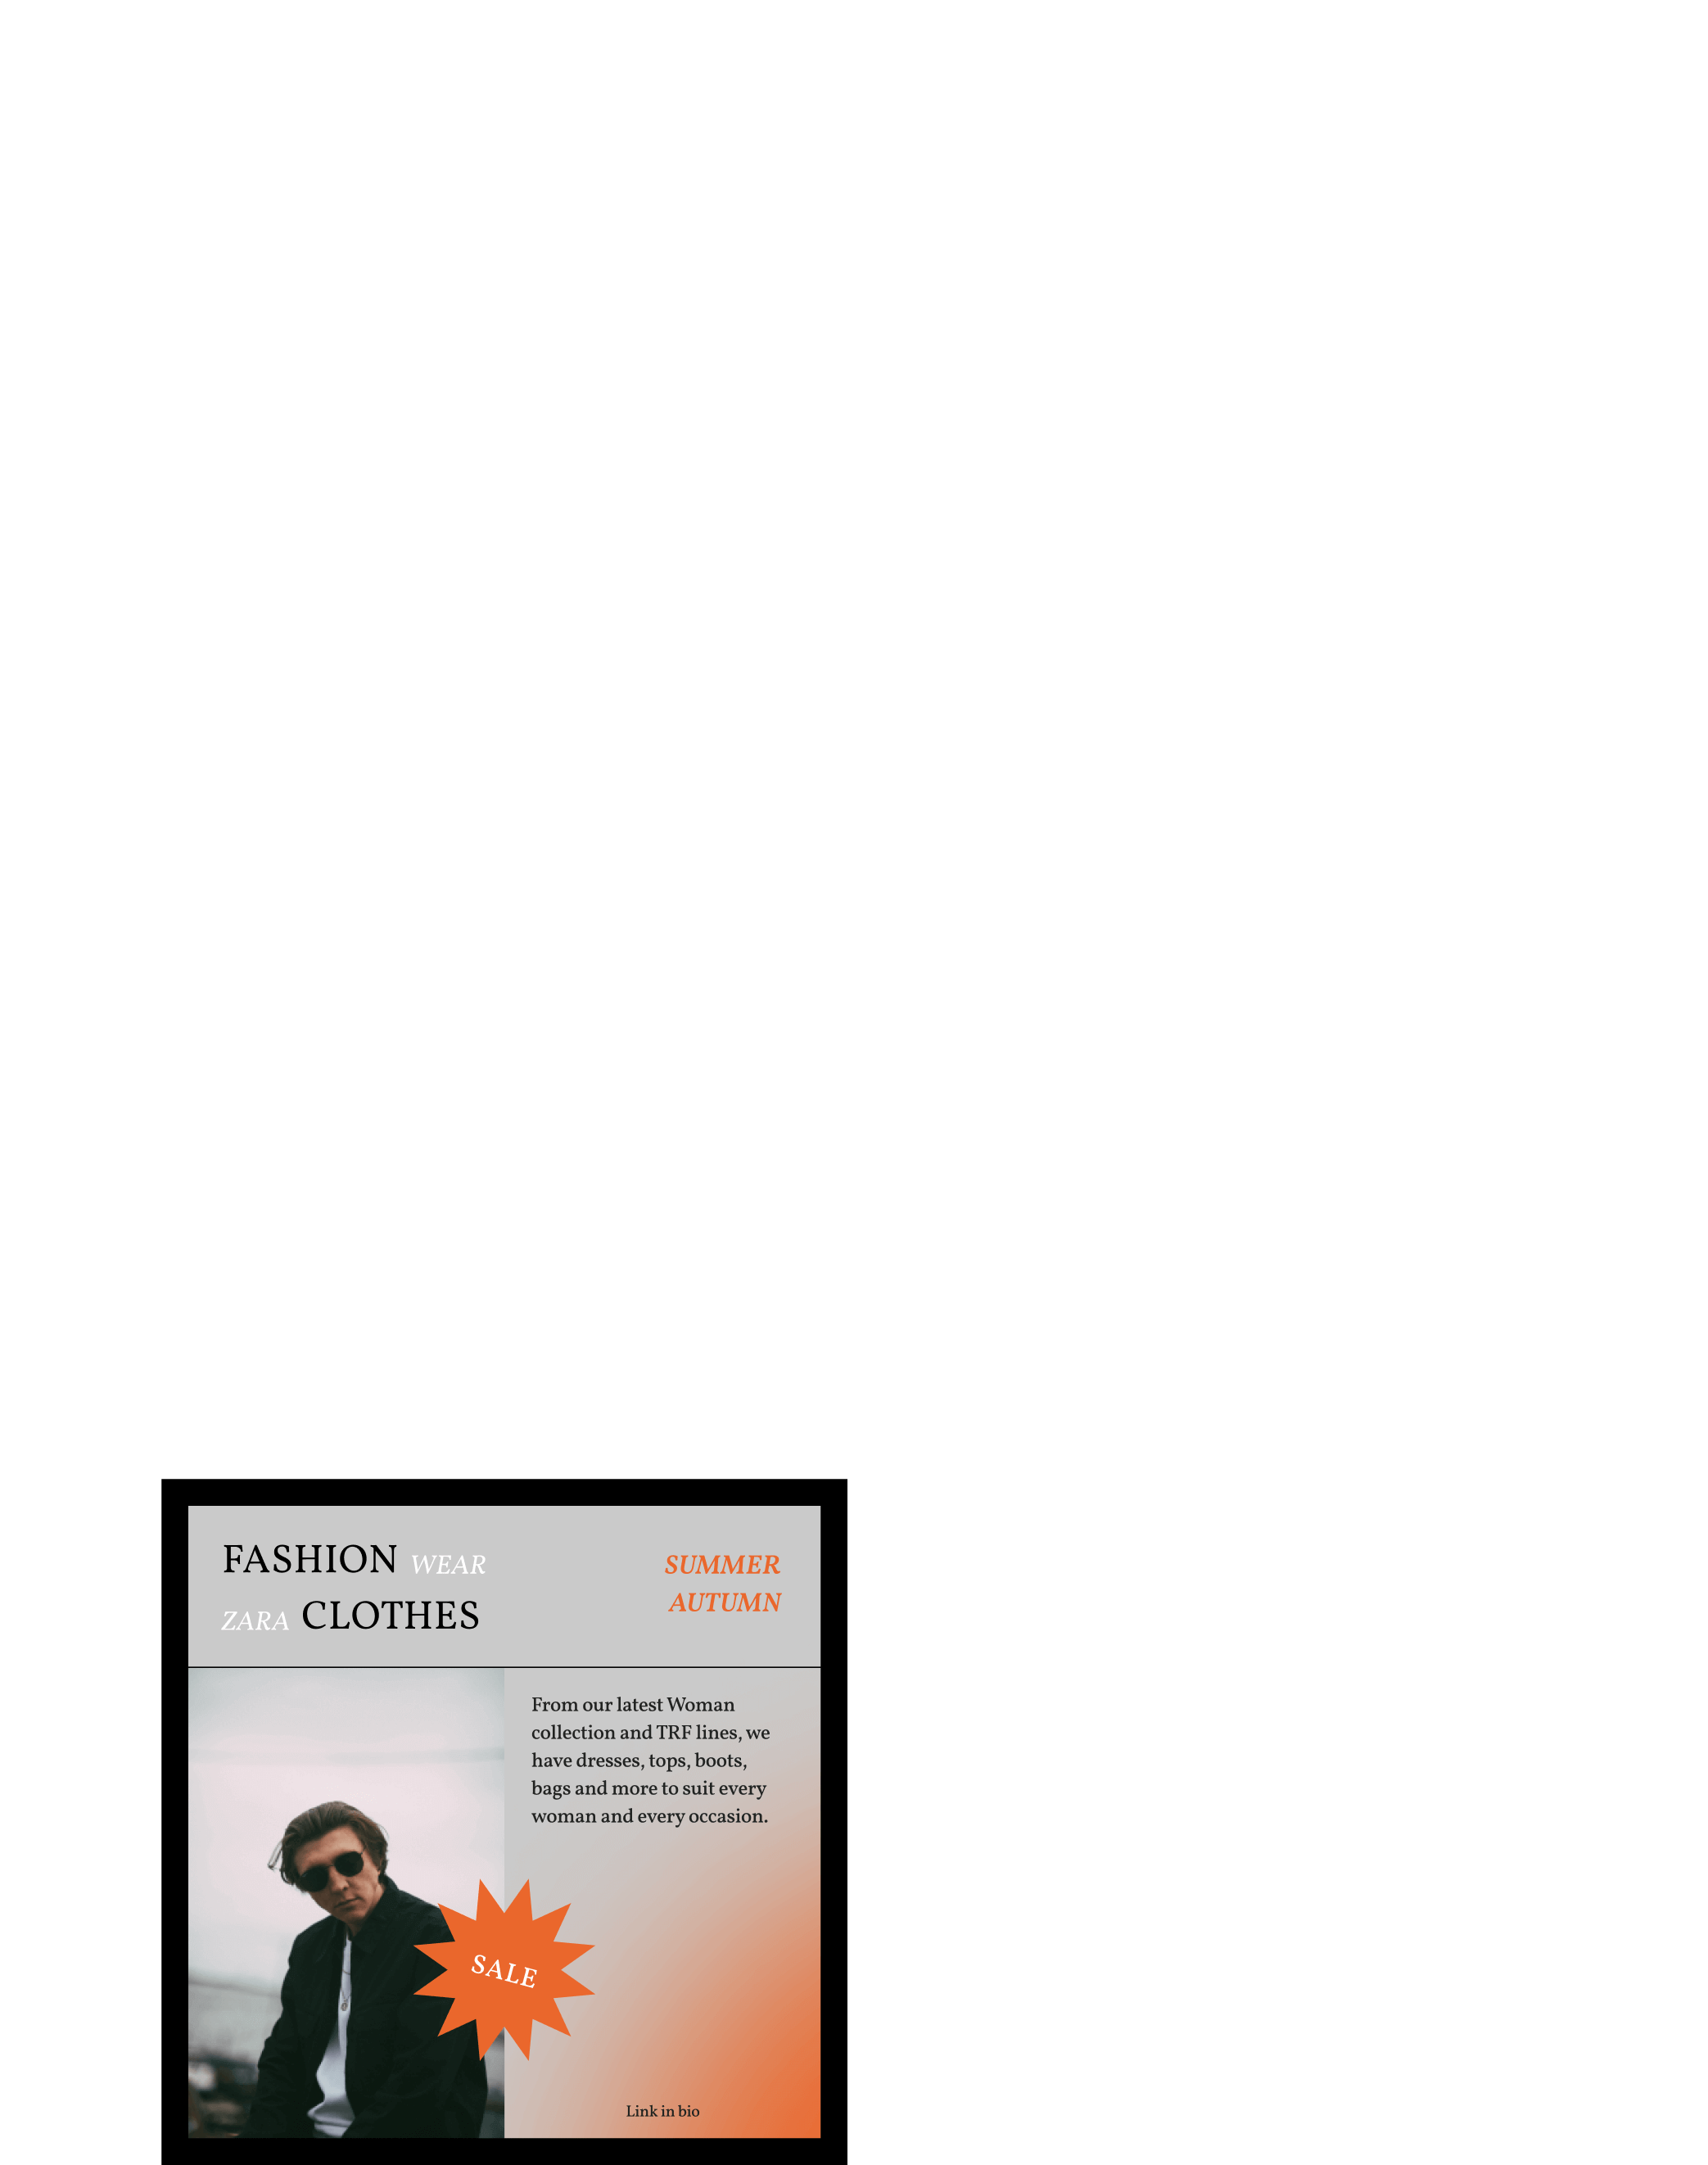 FASHION WEAR
ZARA CLOTHES
SUMMER
AUTUMN
From our latest Woman
collection and TRF lines, we
have dresses, tops, boots,
bags and more to suit every
woman and every occasion.
SALE
Link in bio